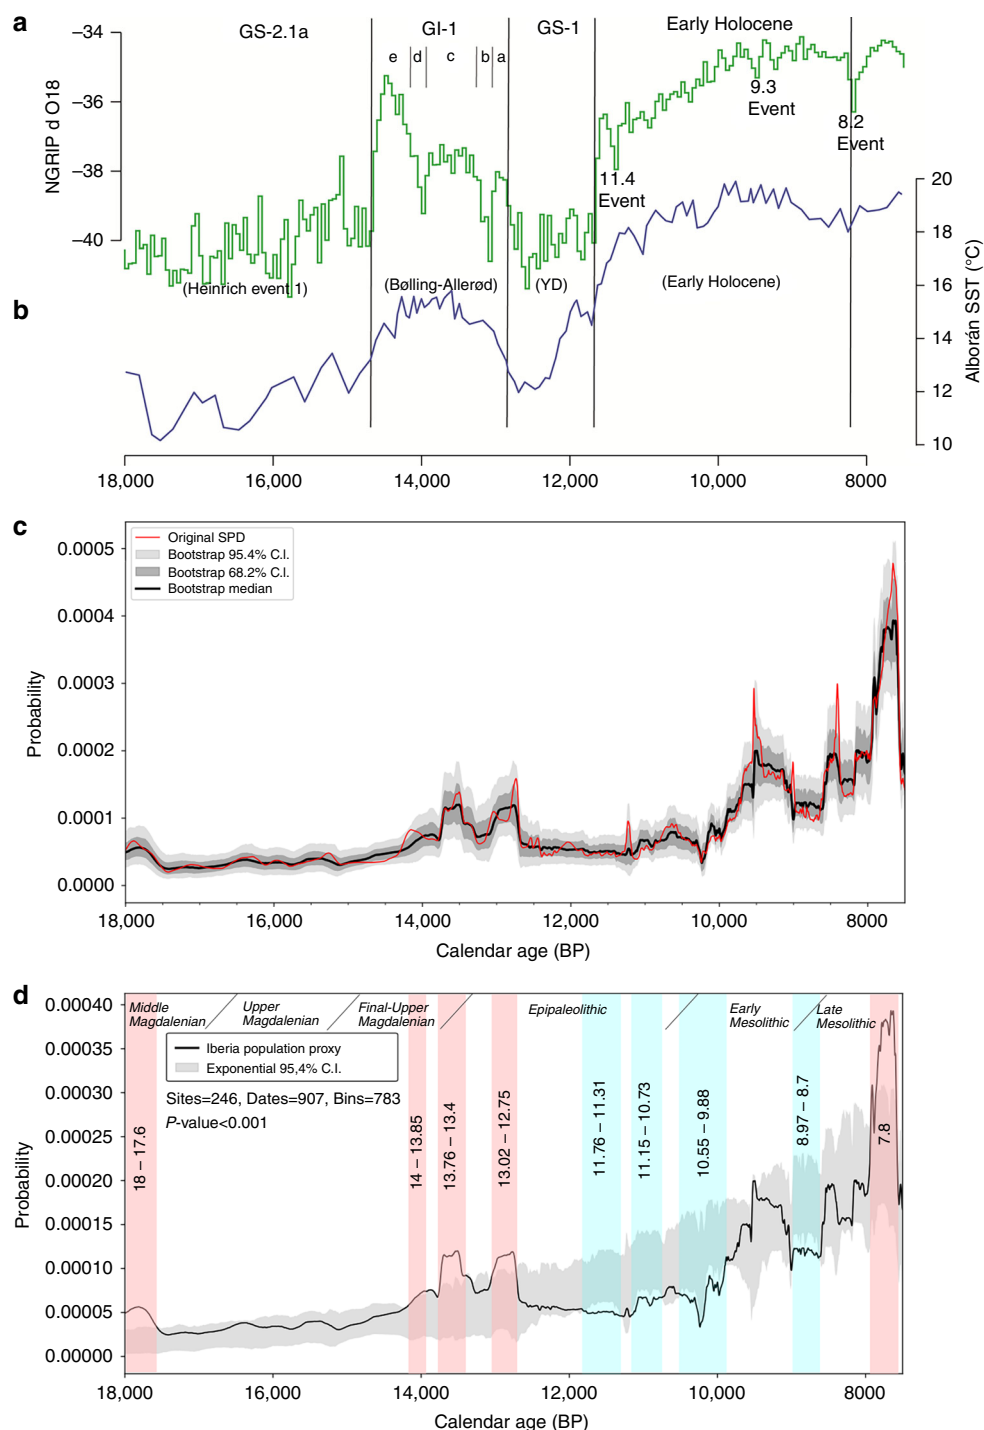 a
GS-2.1a
GI-1
GS-1
Early Holocene
e d c b a
–34
–36
–38
–40
NGRIP d O18
9.3
Event
8.2
Event
11.4
Event
(Heinrich event 1)
(Bølling-Allerød)
(YD)
(Early Holocene)
b
20
18
16
14
12
10
Alborán SST (°C)
18,000
16,000
14,000
12,000
10,000
8000
c
Original SPD
Bootstrap 95.4% C.I.
Bootstrap 68.2% C.I.
Bootstrap median
0.0005
0.0004
0.0003
0.0002
0.0001
0.0000
Probability
18,000
16,000
14,000
12,000
10,000
8000
Calendar age (BP)
d
Middle
Magdalenian
Upper
Magdalenian
Final-Upper
Magdalenian
Epipaleolithic
Early
Mesolithic
Late
Mesolithic
Iberia population proxy
Exponential 95,4% C.I.
Sites=246, Dates=907, Bins=783
P-value<0.001
18 – 17.6
14 – 13.85
13.76 – 13.4
13.02 – 12.75
11.76 – 11.31
11.15 – 10.73
10.55 – 9.88
8.97 – 8.7
7.8
0.00040
0.00035
0.00030
0.00025
0.00020
0.00015
0.00010
0.00005
0.00000
Probability
18,000
16,000
14,000
12,000
10,000
8000
Calendar age (BP)